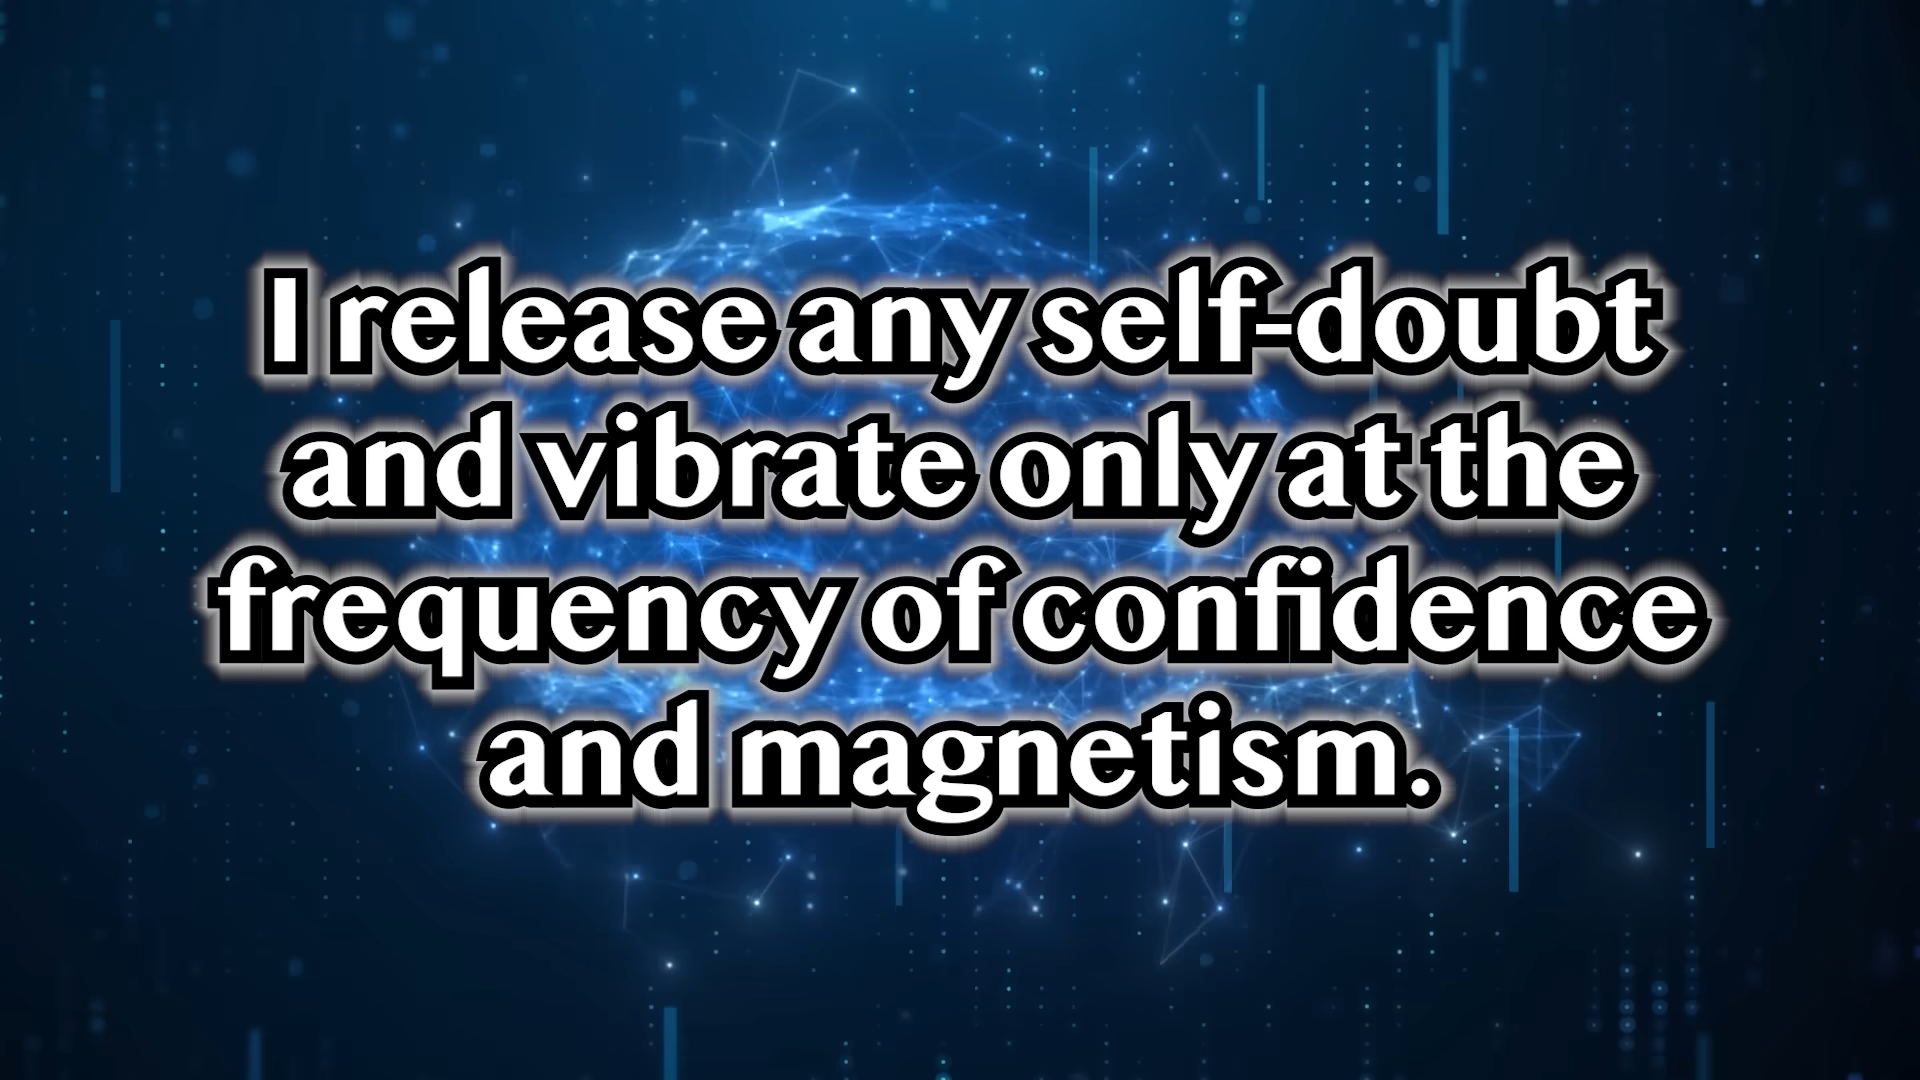 I release any self-doubt
and vibrate only at the
frequency of confidence
and magnetism.